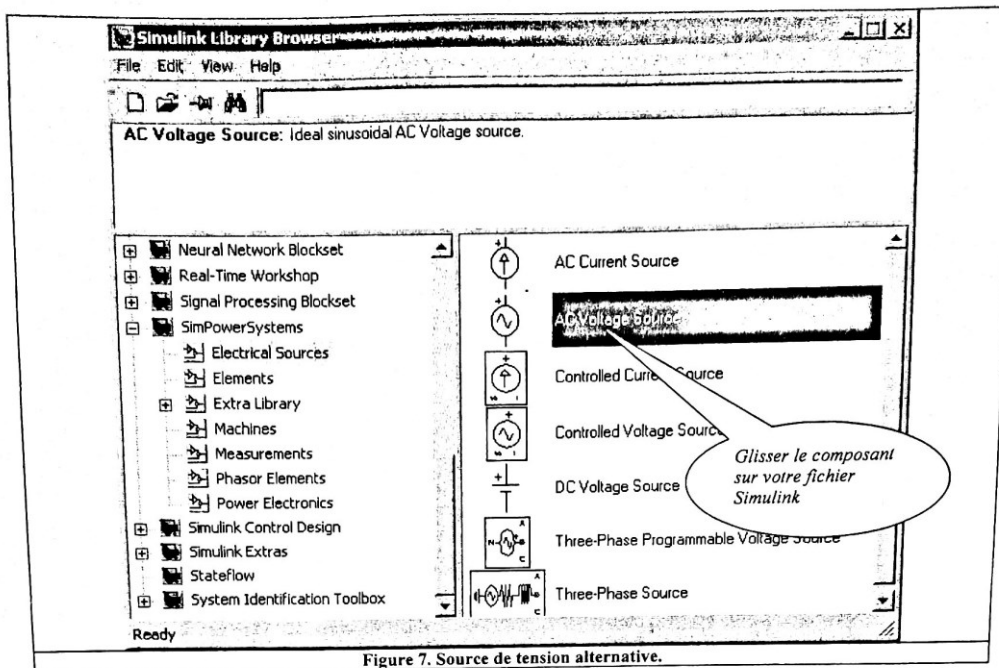 Simulink Library Browser
File Edit View Help
AC Voltage Source: Ideal sinusoidal AC Voltage source.
Neural Network Blockset
Real-Time Workshop
Signal Processing Blockset
SimPowerSystems
Electrical Sources
Elements
Extra Library
Machines
Measurements
Phasor Elements
Power Electronics
Simulink Control Design
Simulink Extras
Stateflow
System Identification Toolbox
AC Current Source
AC Voltage Source
Controlled Current Source
Controlled Voltage Source
DC Voltage Source
Three-Phase Programmable Voltage Source
Three-Phase Source
Glisser le composant
sur votre fichier
Simulink
Ready
Figure 7. Source de tension alternative.